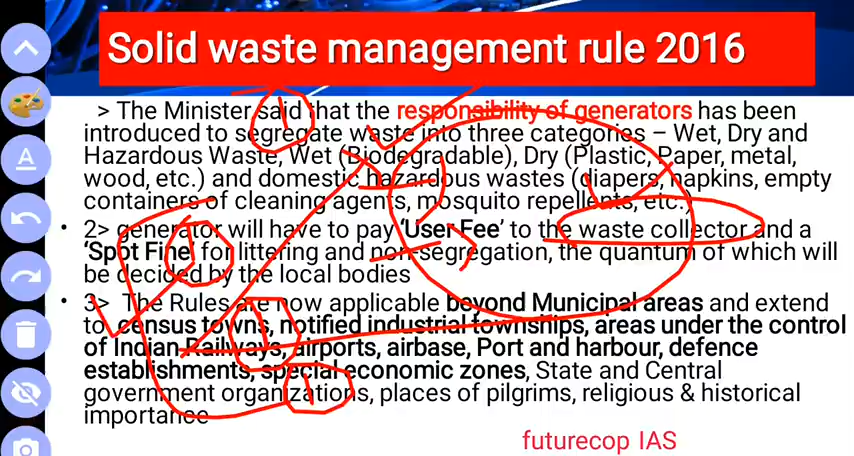 Solid waste management rule 2016
> The Minister said that the responsibility of generators has been
introduced to segregate waste into three categories – Wet, Dry and
Hazardous Waste, Wet (Biodegradable), Dry (Plastic, Paper, metal,
wood, etc.) and domestic hazardous wastes (diapers, napkins, empty
containers of cleaning agents, mosquito repellents, etc.)
• 2> generator will have to pay ‘User Fee’ to the waste collector and a
‘Spot Fine’ for littering and non-segregation, the quantum of which will
be decided by the local bodies
• 3> The Rules are now applicable beyond Municipal areas and extend
to census towns, notified industrial townships, areas under the control
of Indian Railways, airports, airbase, Port and harbour, defence
establishments, special economic zones, State and Central
government organizations, places of pilgrims, religious & historical
importance
futurecop IAS